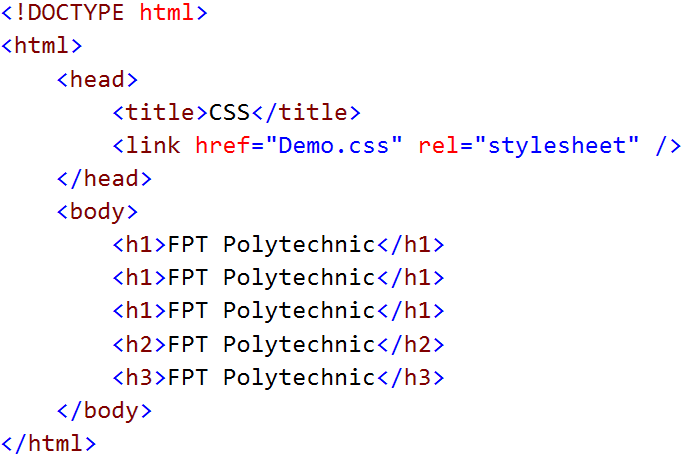 <!DOCTYPE html>
<html>
    <head>
        <title>CSS</title>
        <link href="Demo.css" rel="stylesheet" />
    </head>
    <body>
        <h1>FPT Polytechnic</h1>
        <h1>FPT Polytechnic</h1>
        <h1>FPT Polytechnic</h1>
        <h2>FPT Polytechnic</h2>
        <h3>FPT Polytechnic</h3>
    </body>
</html>